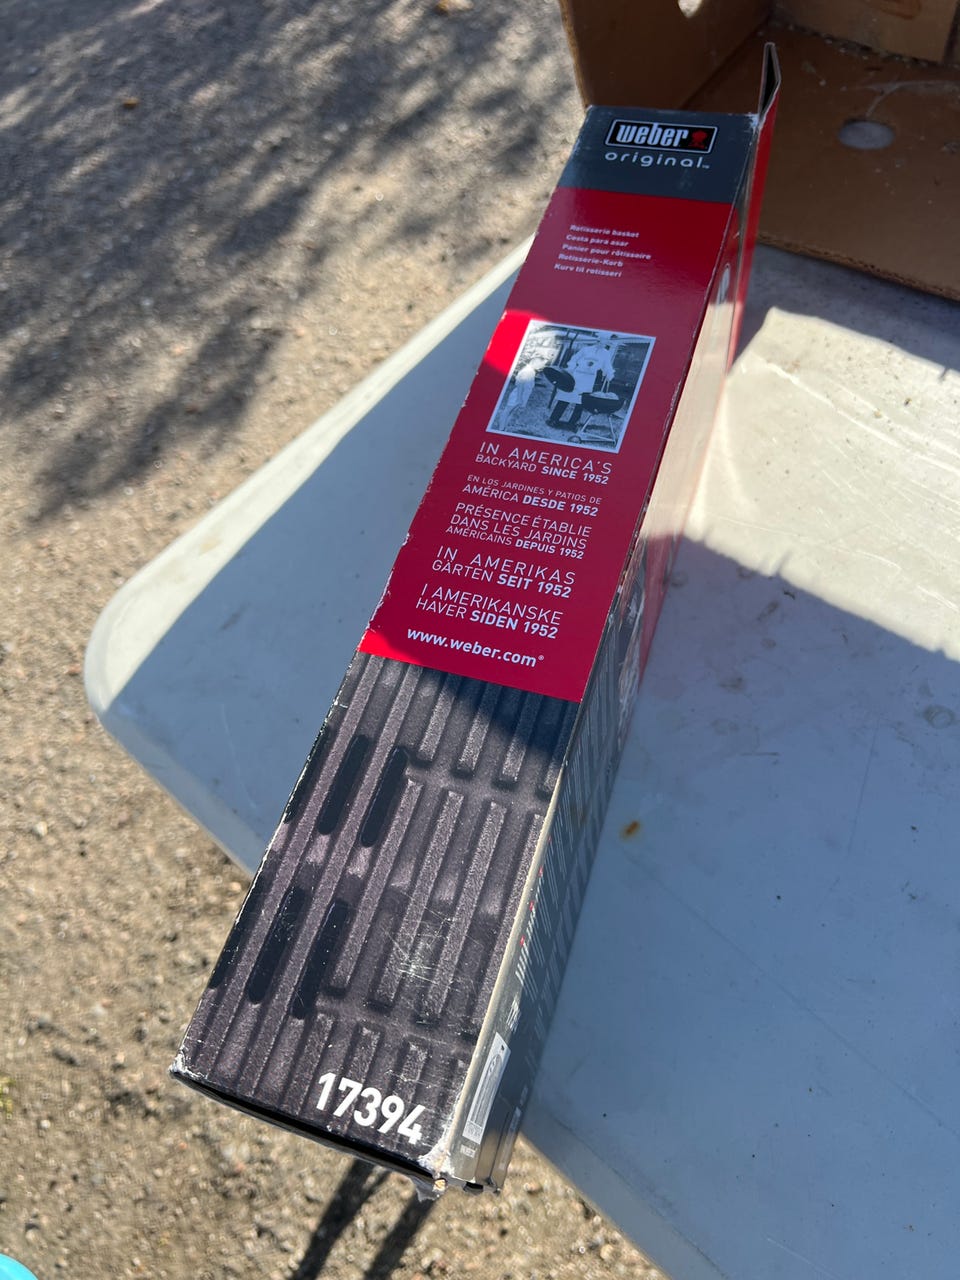 weber
original™
Rotisserie basket
Cesta para asar
Panier pour rôtissoire
Rotisserie-Korb
Kurv til rotisseri
IN AMERICA'S
BACKYARD SINCE 1952
EN LOS JARDINES Y PATIOS DE
AMÉRICA DESDE 1952
PRÉSENCE ÉTABLIE
DANS LES JARDINS
AMÉRICAINS DEPUIS 1952
IN AMERIKAS
GÄRTEN SEIT 1952
I AMERIKANSKE
HAVER SIDEN 1952
www.weber.com®
17394